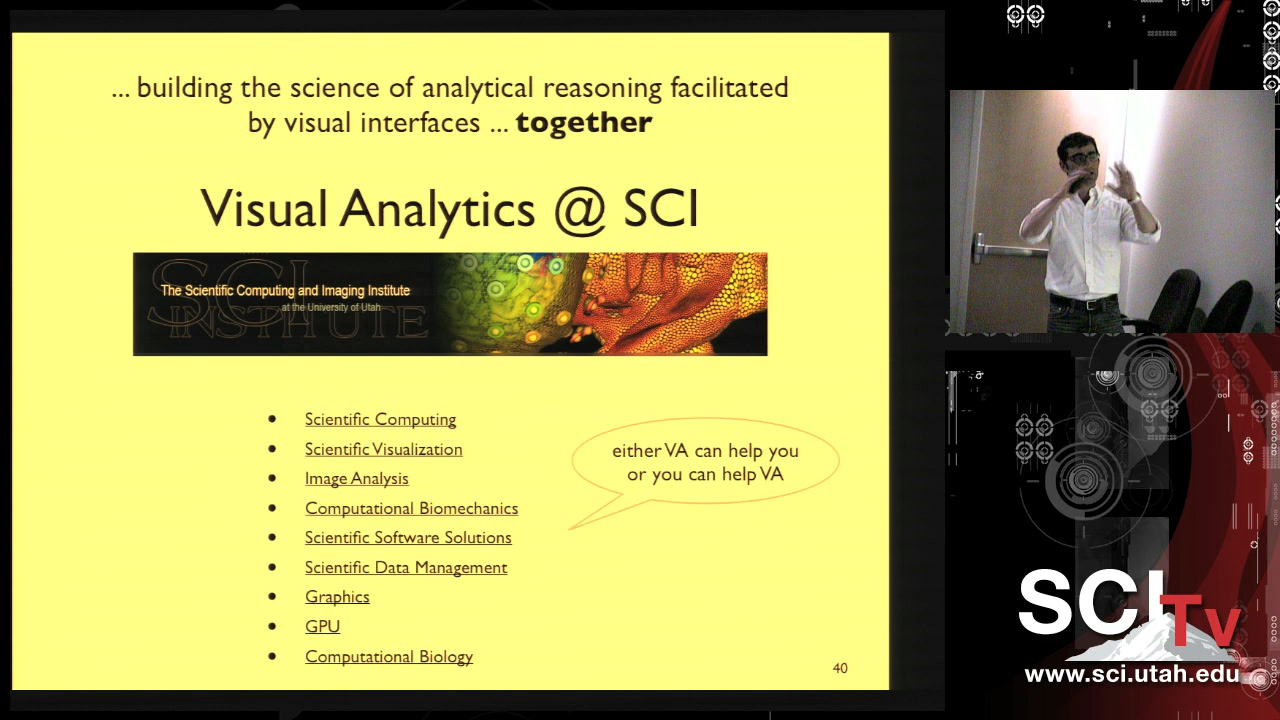 ... building the science of analytical reasoning facilitated
by visual interfaces ... together
Visual Analytics @ SCI
SCI
INSTITUTE
The Scientific Computing and Imaging Institute
at the University of Utah
• Scientific Computing
• Scientific Visualization
• Image Analysis
• Computational Biomechanics
• Scientific Software Solutions
• Scientific Data Management
• Graphics
• GPU
• Computational Biology
either VA can help you
or you can help VA
40
SCI TV
www.sci.utah.edu